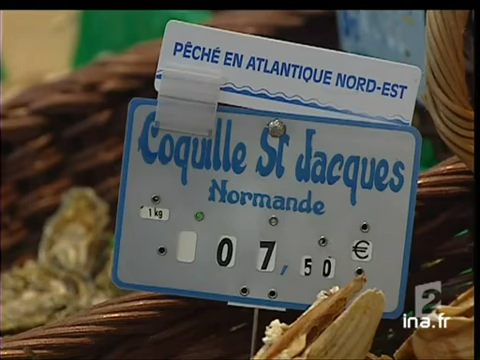 PÊCHÉ EN ATLANTIQUE NORD-EST
Coquille St Jacques
Normande
1 kg
07,50 €
2
ina.fr